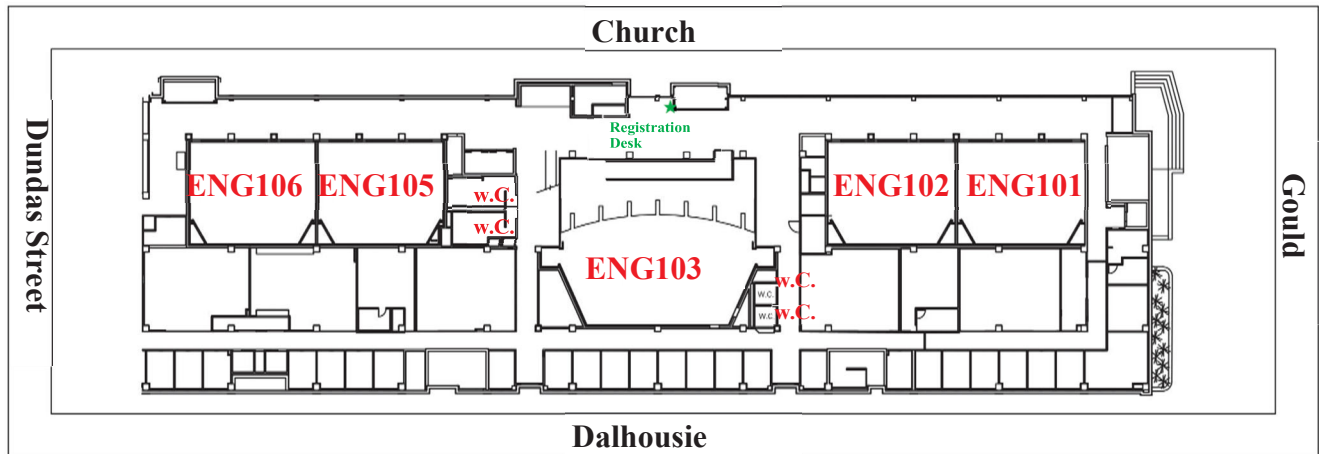 Church
Registration
Desk
Dundas Street
ENG106
ENG105
w.C.
w.C.
ENG102
ENG101
Gould
ENG103
w.C.
W.C.
w.C.
W.C.
Dalhousie